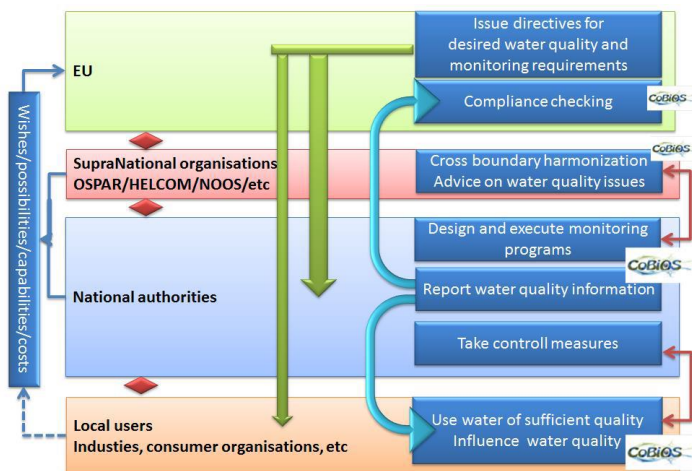 Issue directives for
desired water quality and
monitoring requirements
EU
Compliance checking
CoBiOS
Wishes/possibilities/capabilities/costs
SupraNational organisations
OSPAR/HELCOM/NOOS/etc
Cross boundary harmonization
Advice on water quality issues
CoBiOS
Design and execute monitoring
programs
CoBiOS
National authorities
Report water quality information
Take controll measures
Local users
Industies, consumer organisations, etc
Use water of sufficient quality
Influence water quality
CoBiOS